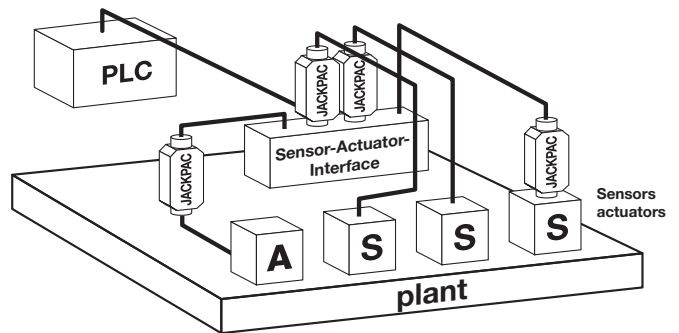 PLC
JACKPAC
JACKPAC
JACKPAC
JACKPAC
Sensor-Actuator-
Interface
Sensors
actuators
A
S
S
S
plant